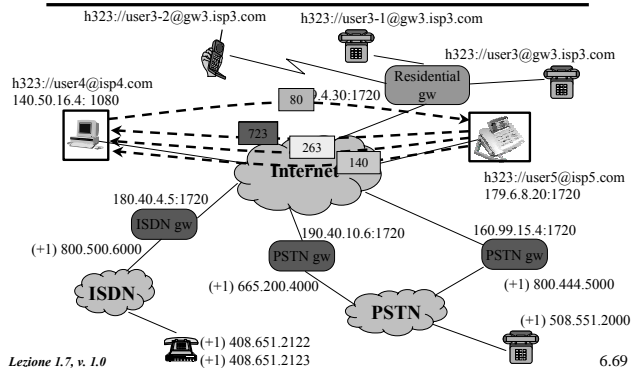 h323://user3-2@gw3.isp3.com
h323://user3-1@gw3.isp3.com
h323://user3@gw3.isp3.com
Residential
gw
h323://user4@isp4.com
140.50.16.4: 1080
80
.4.30:1720
723
263
140
Internet
h323://user5@isp5.com
179.6.8.20:1720
180.40.4.5:1720
ISDN gw
(+1) 800.500.6000
190.40.10.6:1720
PSTN gw
(+1) 665.200.4000
160.99.15.4:1720
PSTN gw
(+1) 800.444.5000
ISDN
PSTN
(+1) 508.551.2000
(+1) 408.651.2122
(+1) 408.651.2123
Lezione 1.7, v. 1.0
6.69